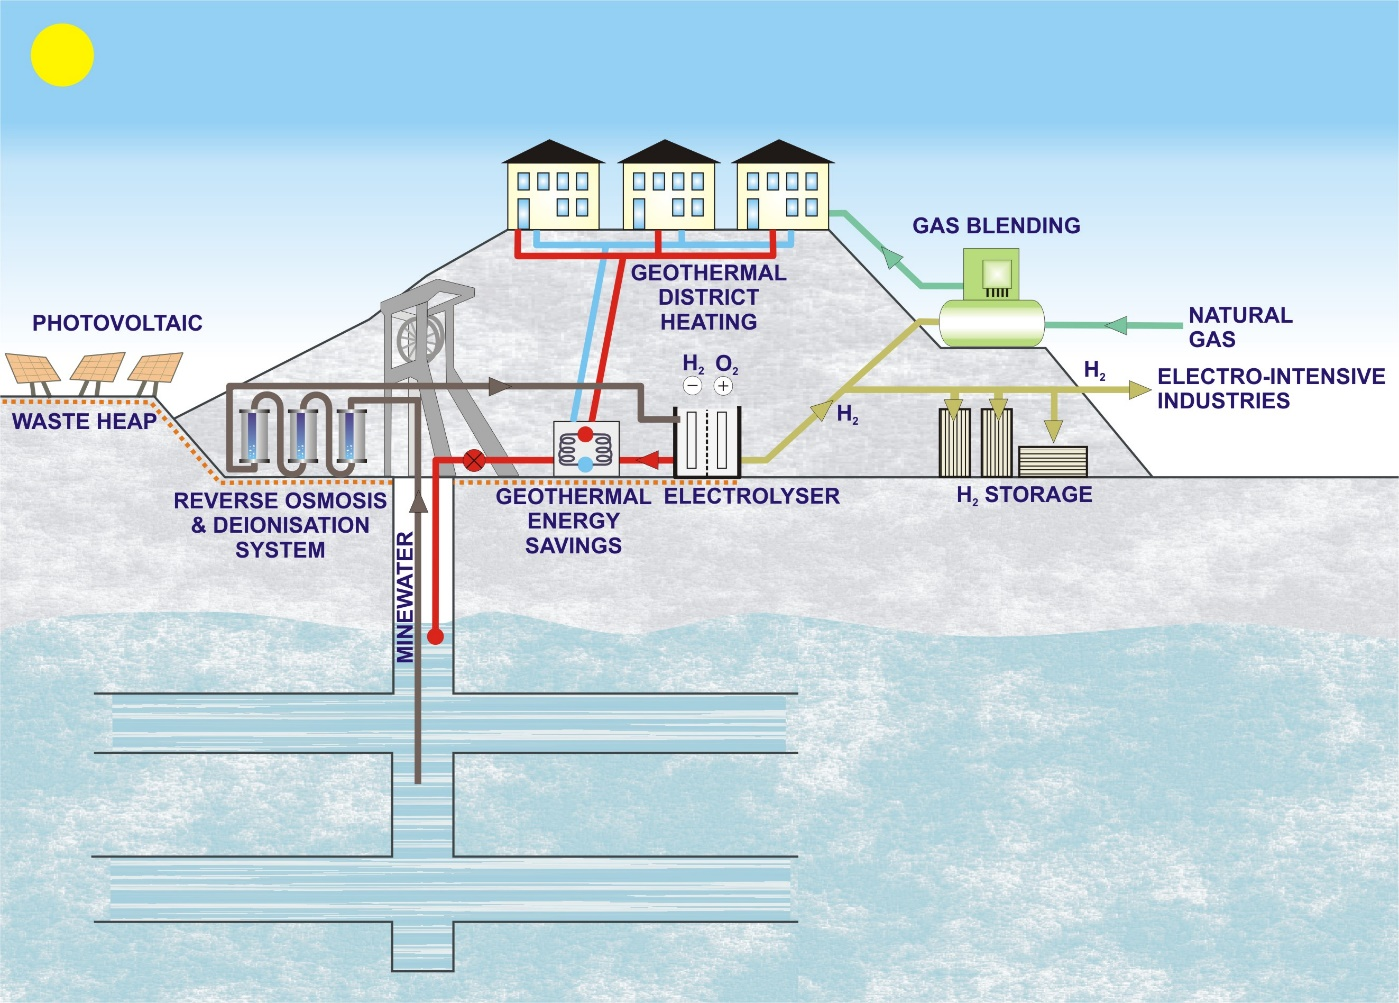 GAS BLENDING
GEOTHERMAL
DISTRICT
HEATING
PHOTOVOLTAIC
NATURAL
GAS
H₂ O₂
− +
H₂
ELECTRO-INTENSIVE
INDUSTRIES
WASTE HEAP
H₂
REVERSE OSMOSIS
& DEIONISATION
SYSTEM
GEOTHERMAL
ENERGY
SAVINGS
ELECTROLYSER
H₂ STORAGE
MINEWATER